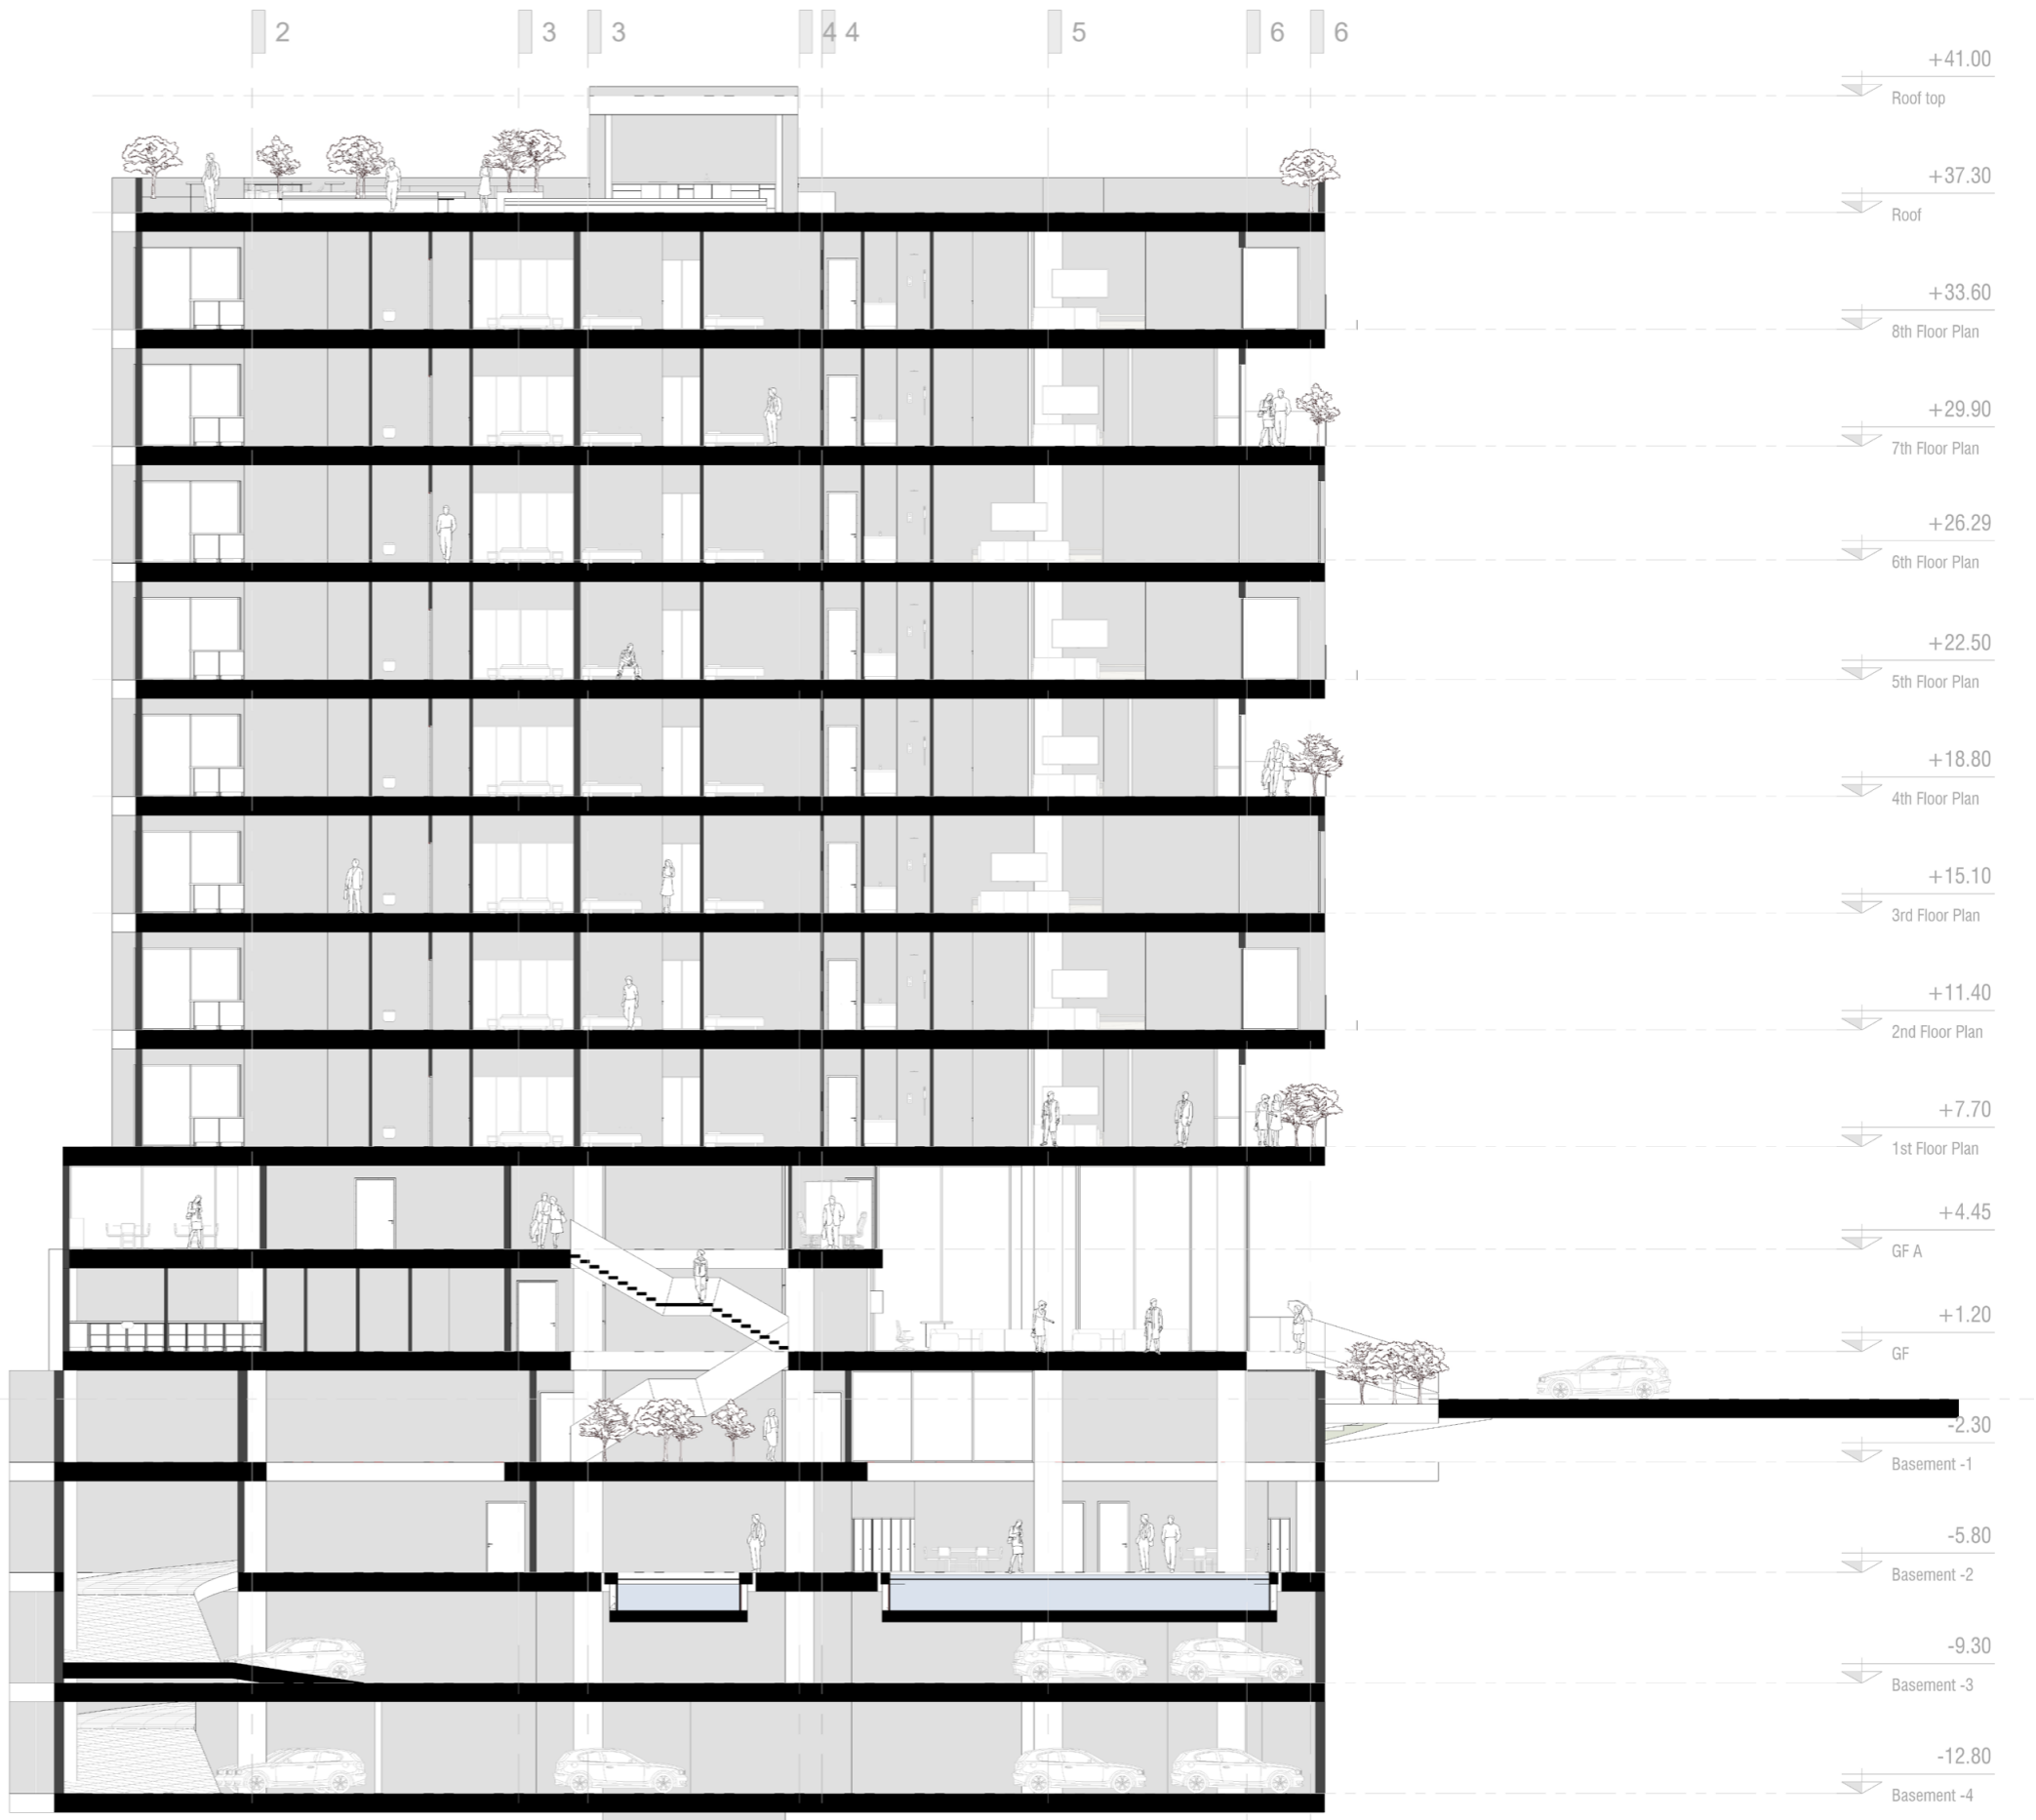 2 3 3 4 4 5 6 6
+41.00
Roof top
+37.30
Roof
+33.60
8th Floor Plan
+29.90
7th Floor Plan
+26.29
6th Floor Plan
+22.50
5th Floor Plan
+18.80
4th Floor Plan
+15.10
3rd Floor Plan
+11.40
2nd Floor Plan
+7.70
1st Floor Plan
+4.45
GF A
+1.20
GF
-2.30
Basement -1
-5.80
Basement -2
-9.30
Basement -3
-12.80
Basement -4